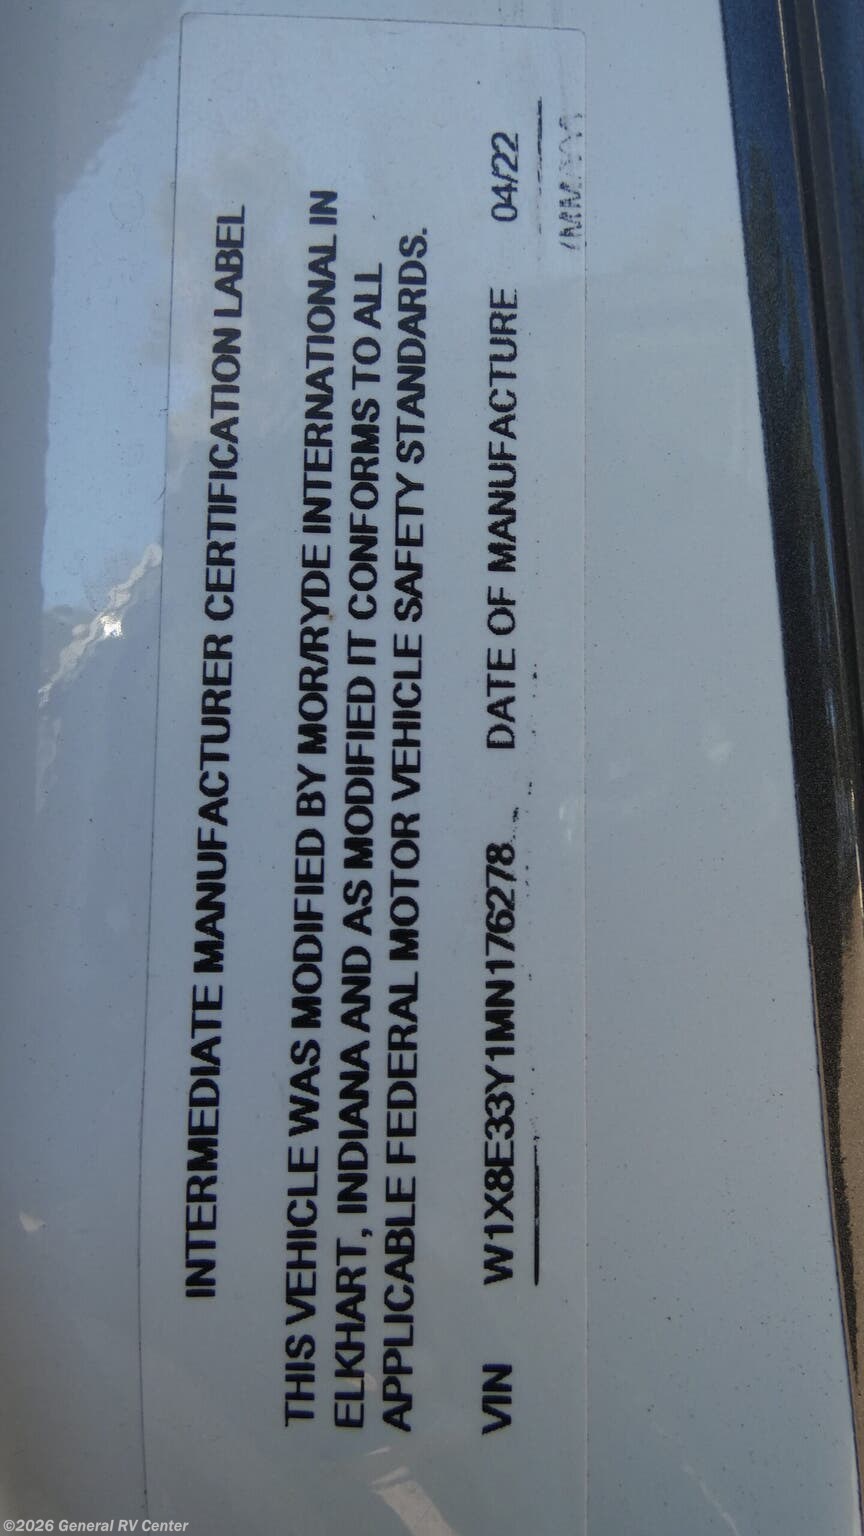 INTERMEDIATE MANUFACTURER CERTIFICATION LABEL
THIS VEHICLE WAS MODIFIED BY MOR/RYDE INTERNATIONAL IN
ELKHART, INDIANA AND AS MODIFIED IT CONFORMS TO ALL
APPLICABLE FEDERAL MOTOR VEHICLE SAFETY STANDARDS.
VIN W1X8E33Y1MN176278 DATE OF MANUFACTURE 04/22
©2026 General RV Center